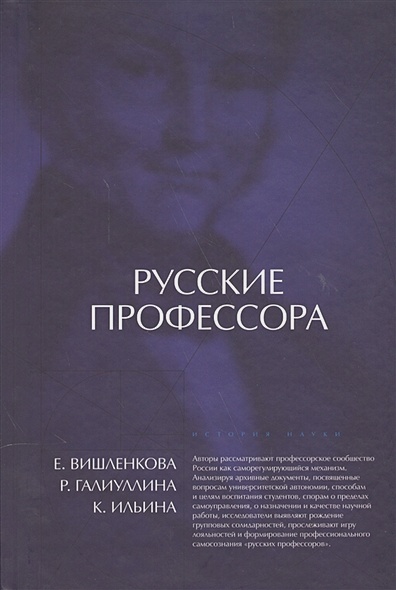 РУССКИЕ
ПРОФЕССОРА
ИСТОРИЯ НАУКИ
Е. ВИШЛЕНКОВА
Р. ГАЛИУЛЛИНА
К. ИЛЬИНА
Авторы рассматривают профессорское сообщество
России как саморегулирующийся механизм.
Анализируя архивные документы, посвященные
вопросам университетской автономии, способам
и целям воспитания студентов, спорам о пределах
самоуправления, о назначении и качестве научной
работы, исследователи выявляют рождение
групповых солидарностей, прослеживают игру
лояльностей и формирование профессионального
самосознания «русских профессоров».